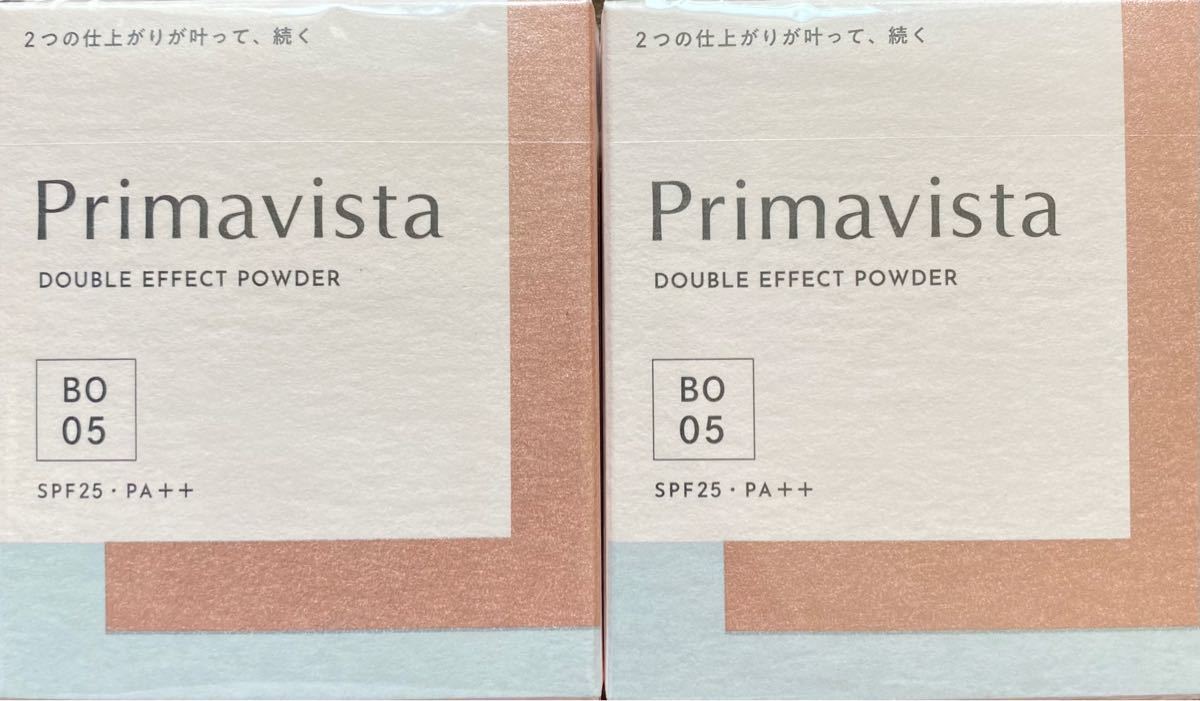 2つの仕上がりが叶って、続く
Primavista
DOUBLE EFFECT POWDER
BO
05
SPF25・PA++
2つの仕上がりが叶って、続く
Primavista
DOUBLE EFFECT POWDER
BO
05
SPF25・PA++